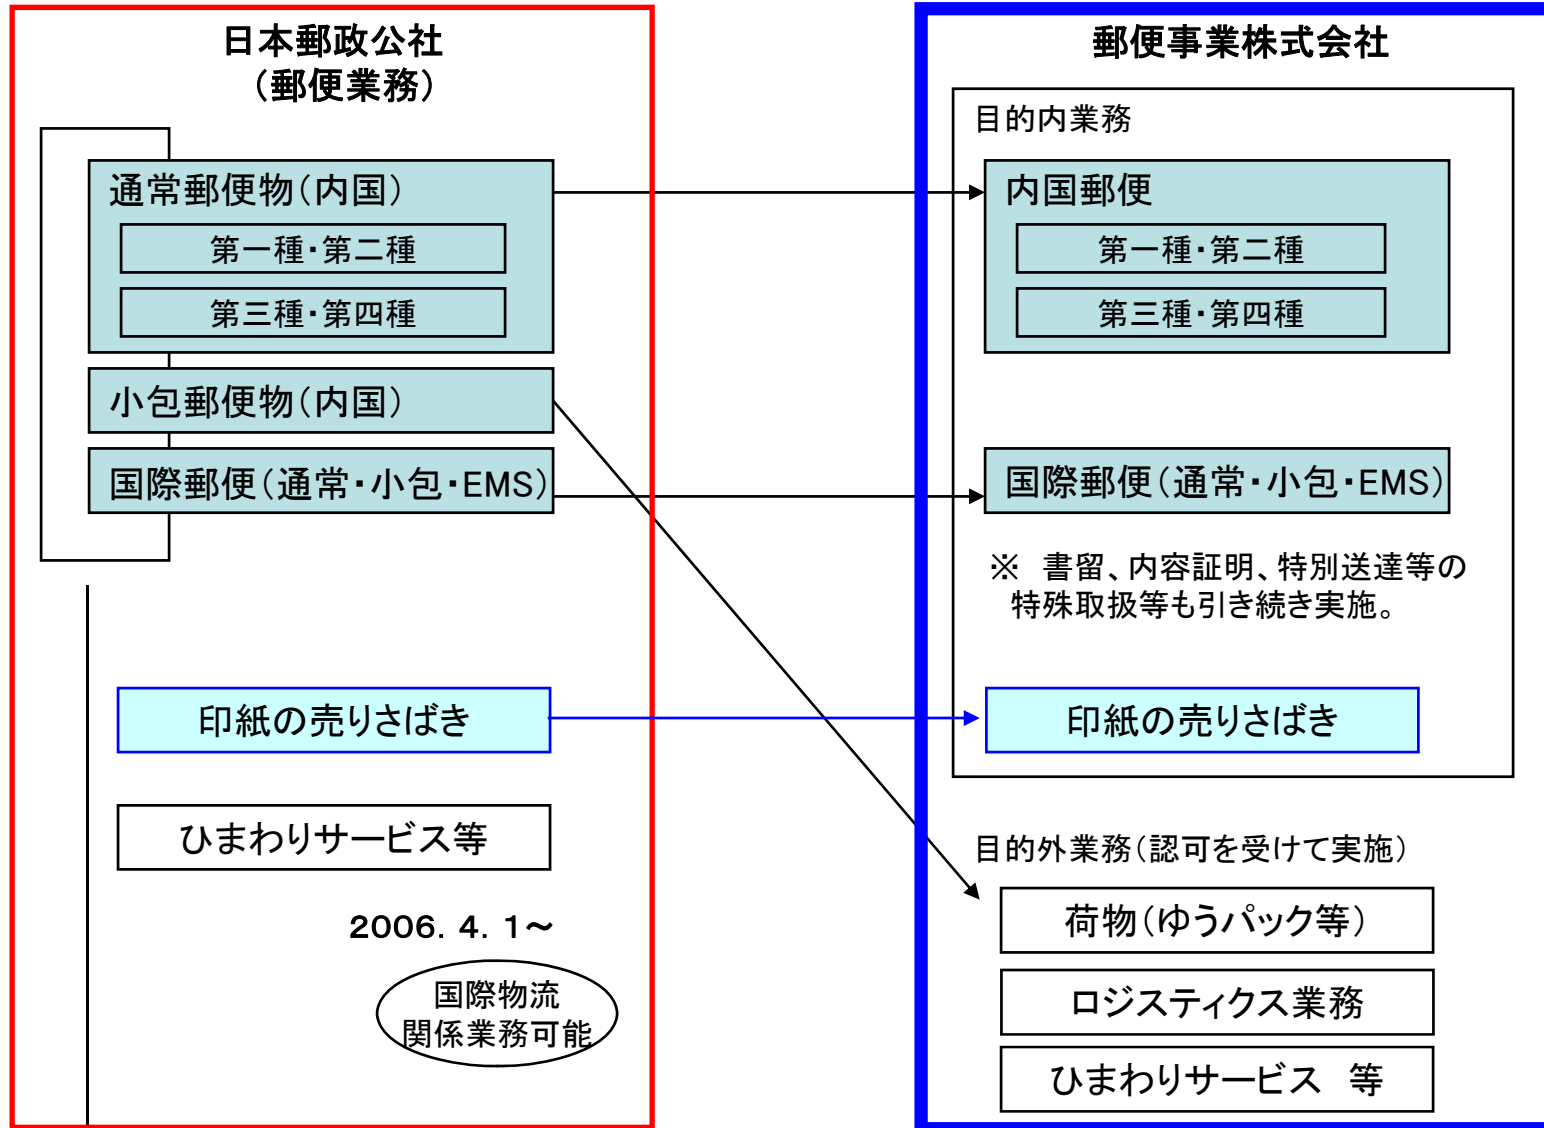 日本郵政公社
（郵便業務）
通常郵便物（内国）
第一種・第二種
第三種・第四種
小包郵便物（内国）
国際郵便（通常・小包・EMS）
印紙の売りさばき
ひまわりサービス等
２００６．４．１～
国際物流
関係業務可能
郵便事業株式会社
目的内業務
内国郵便
第一種・第二種
第三種・第四種
国際郵便（通常・小包・EMS）
※　書留、内容証明、特別送達等の
特殊取扱等も引き続き実施。
印紙の売りさばき
目的外業務（認可を受けて実施）
荷物（ゆうパック等）
ロジスティクス業務
ひまわりサービス　等